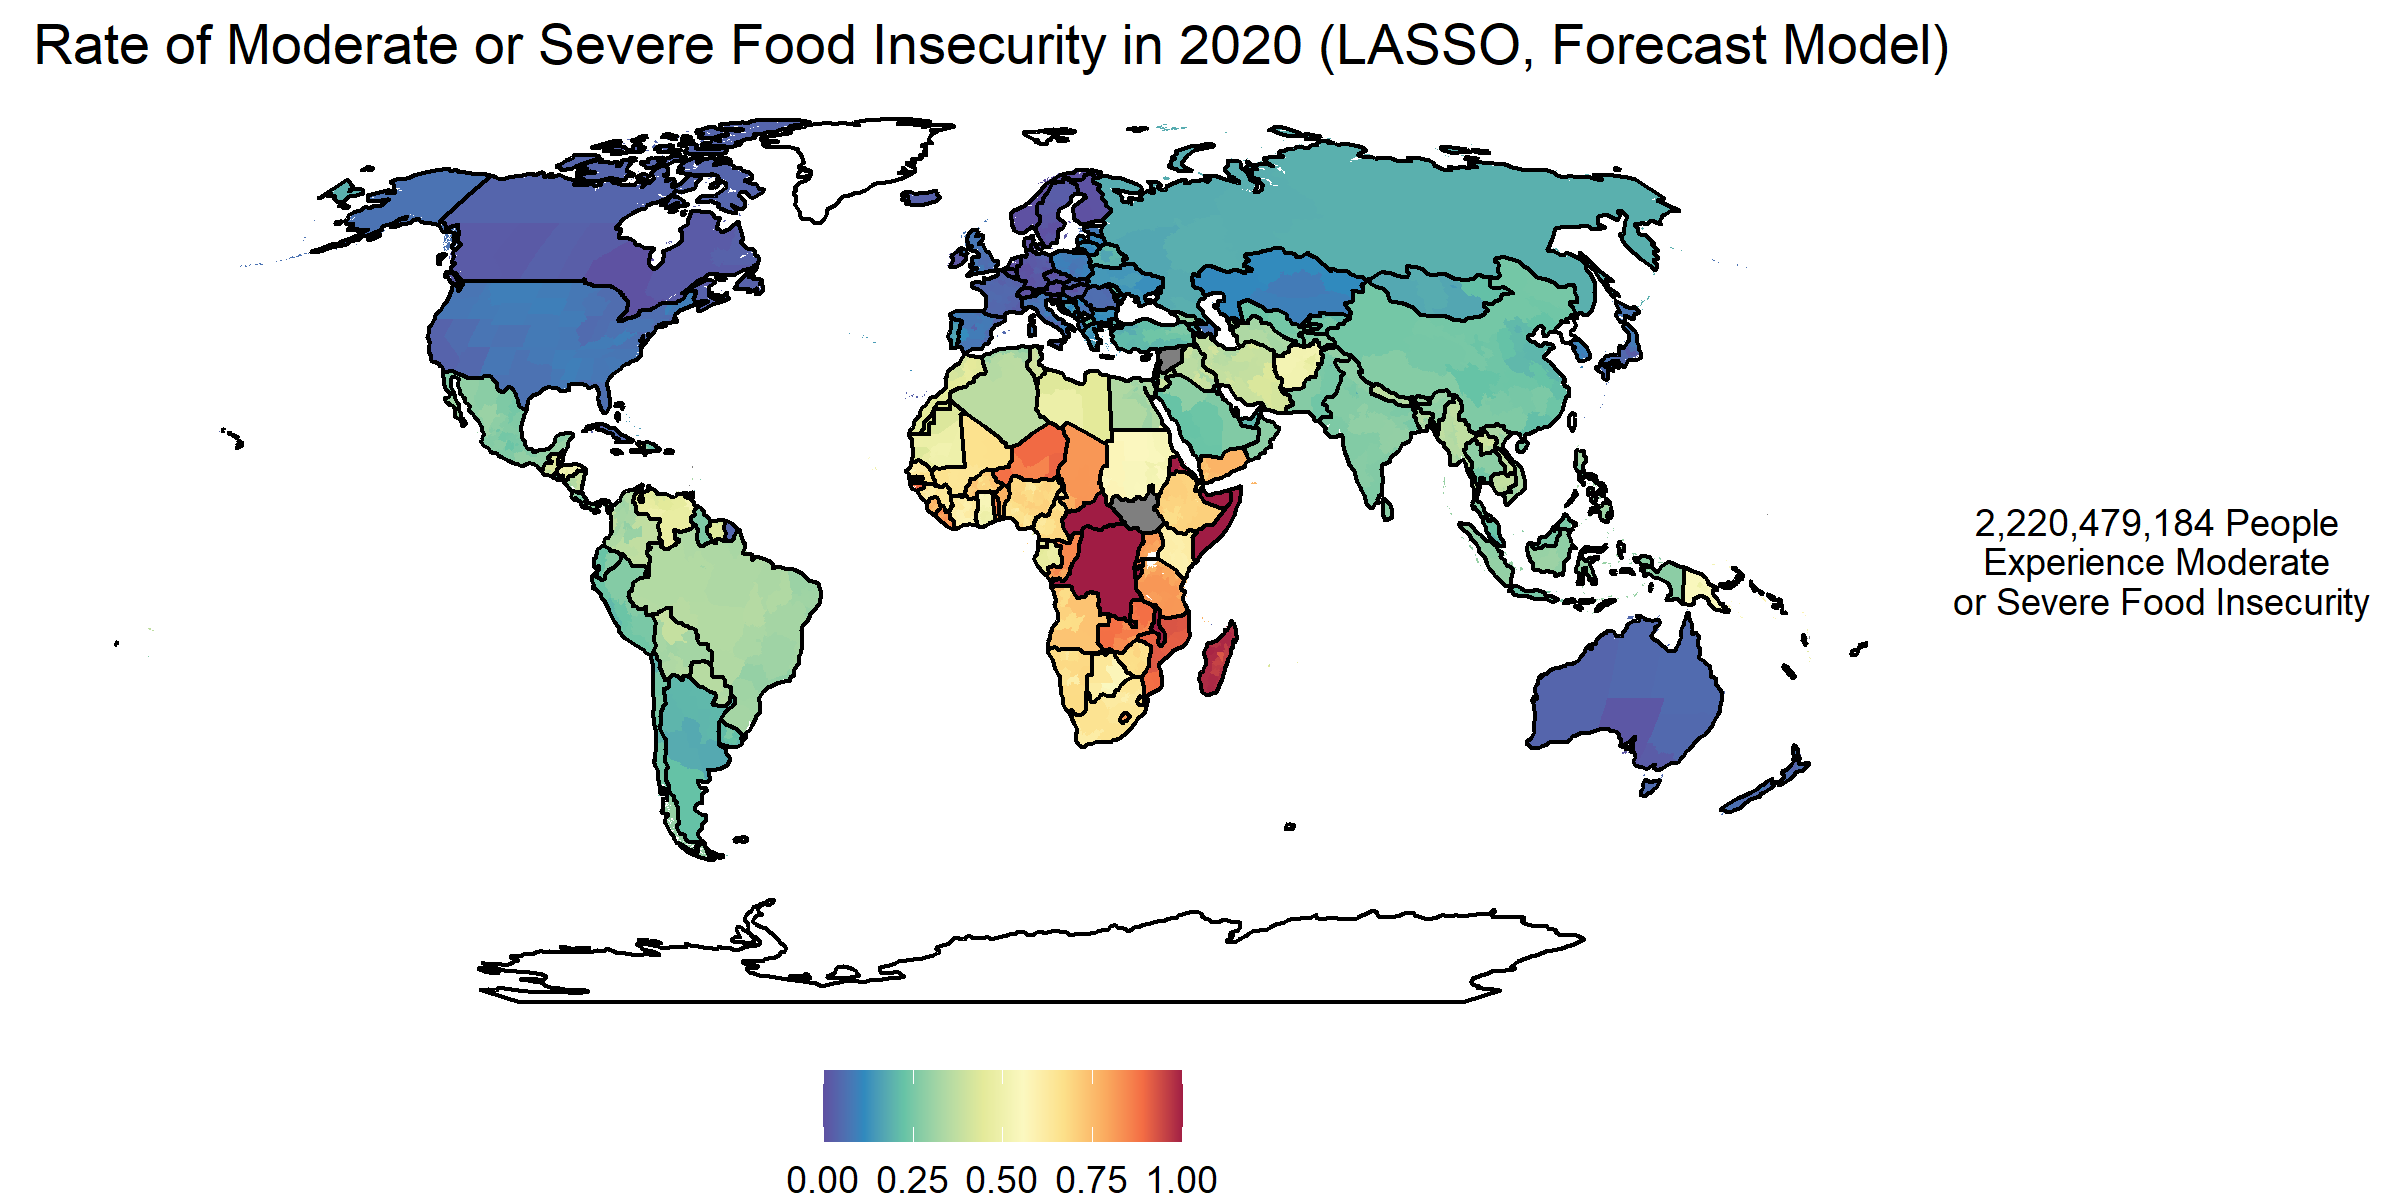 Rate of Moderate or Severe Food Insecurity in 2020 (LASSO, Forecast Model)
2,220,479,184 People
Experience Moderate
or Severe Food Insecurity
0.00 0.25 0.50 0.75 1.00